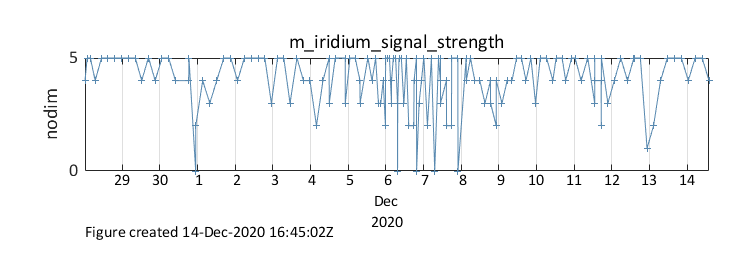 m_iridium_signal_strength
5
nodim
0
29 30 1 2 3 4 5 6 7 8 9 10 11 12 13 14
Dec
2020
Figure created 14-Dec-2020 16:45:02Z